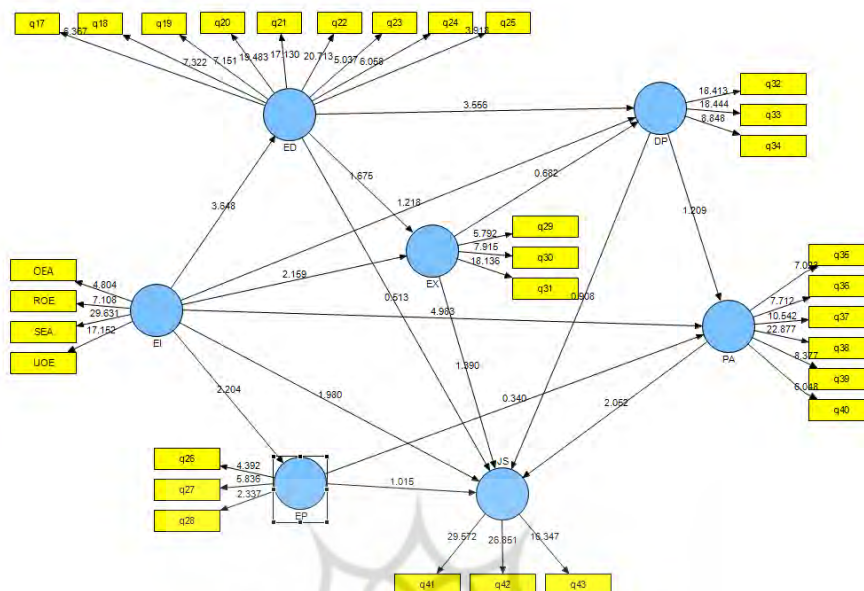 q17 q18 q19 q20 q21 q22 q23 q24 q25
6.367 7.322 7.151 19.483 17.130 20.713 5.037 6.058 3.913
ED
3.556
DP
18.413 q32
18.444 q33
8.848 q34
1.675
0.682
1.218
3.648
1.209
EX
5.792 q29
7.915 q30
18.136 q31
2.159
0.513
0.908
OEA 4.804
ROE 7.108
SEA 29.631
UOE 17.152
EI
4.983
PA
7.003 q35
7.712 q36
10.542 q37
22.877 q38
8.377 q39
6.048 q40
2.204
1.980
1.390
0.340
2.052
q26 4.392
q27 5.836
q28 2.337
EP
1.015
JS
29.572 26.851 16.347
q41 q42 q43